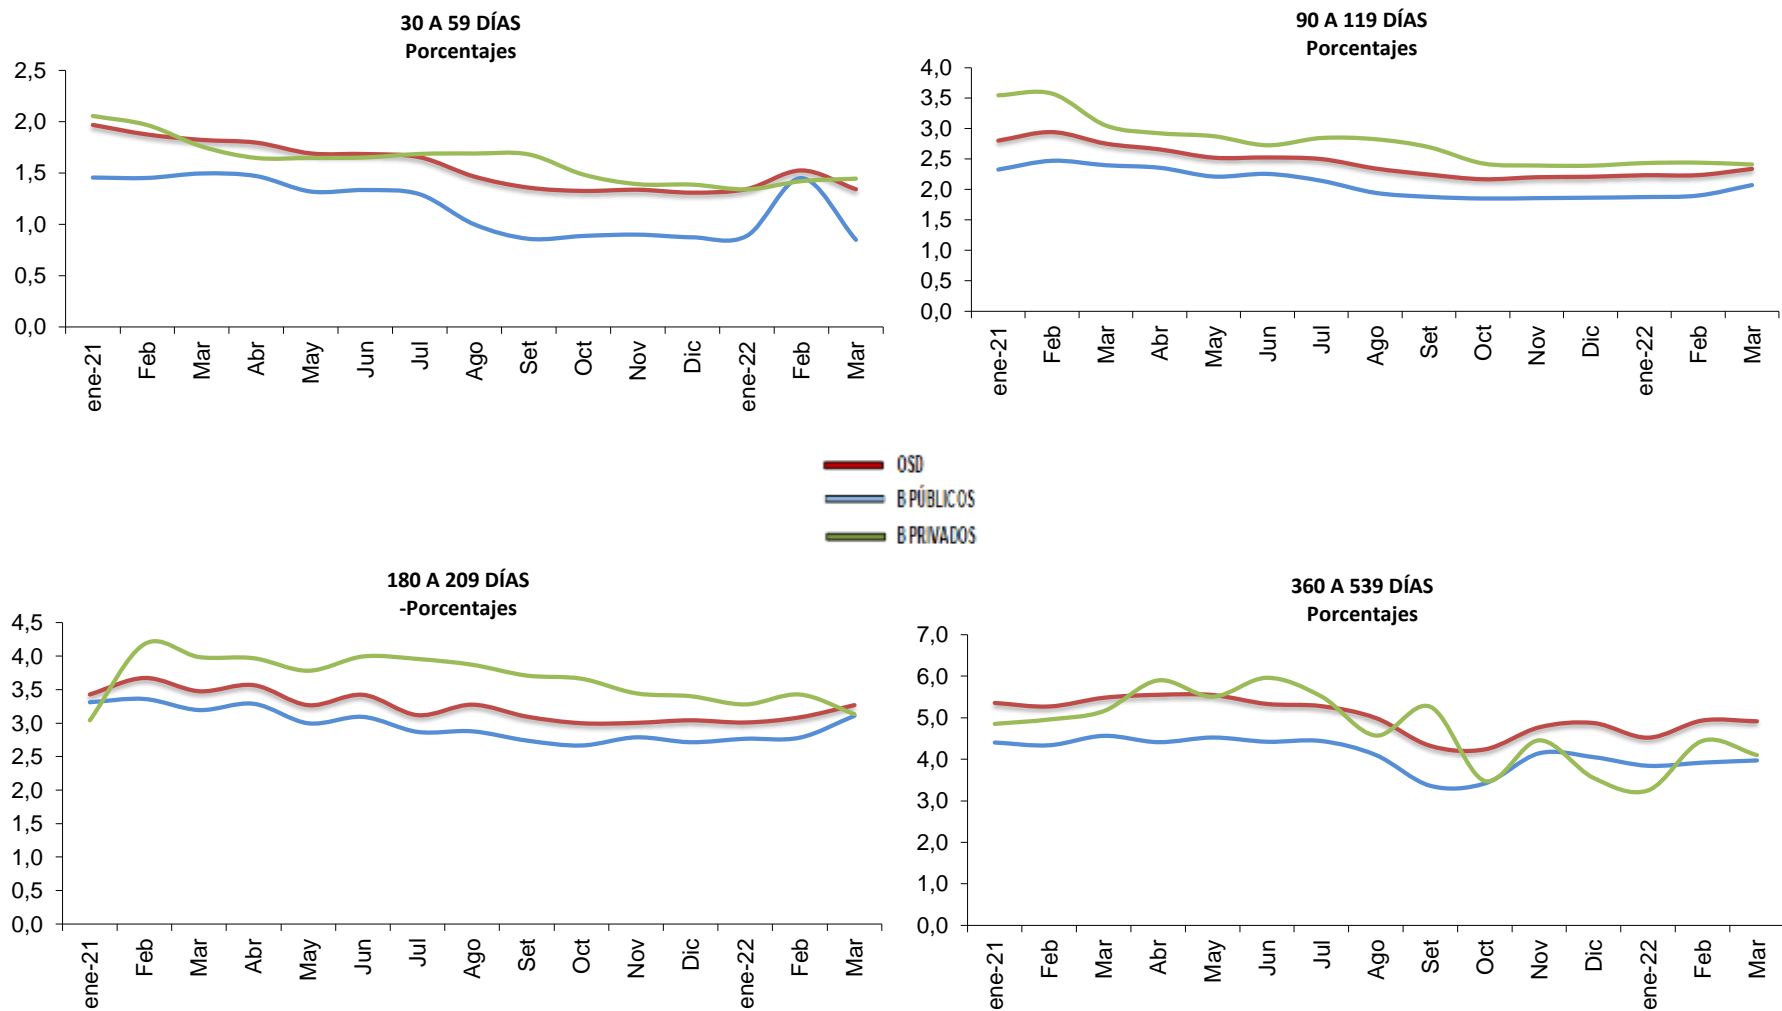 30 A 59 DÍAS
Porcentajes
2,5
2,0
1,5
1,0
0,5
0,0
ene-21
Feb
Mar
Abr
May
Jun
Jul
Ago
Set
Oct
Nov
Dic
ene-22
Feb
Mar
90 A 119 DÍAS
Porcentajes
4,0
3,5
3,0
2,5
2,0
1,5
1,0
0,5
0,0
ene-21
Feb
Mar
Abr
May
Jun
Jul
Ago
Set
Oct
Nov
Dic
ene-22
Feb
Mar
OSD
B PÚBLICOS
B PRIVADOS
180 A 209 DÍAS
-Porcentajes
4,5
4,0
3,5
3,0
2,5
2,0
1,5
1,0
0,5
0,0
ene-21
Feb
Mar
Abr
May
Jun
Jul
Ago
Set
Oct
Nov
Dic
ene-22
Feb
Mar
360 A 539 DÍAS
Porcentajes
7,0
6,0
5,0
4,0
3,0
2,0
1,0
0,0
ene-21
Feb
Mar
Abr
May
Jun
Jul
Ago
Set
Oct
Nov
Dic
ene-22
Feb
Mar